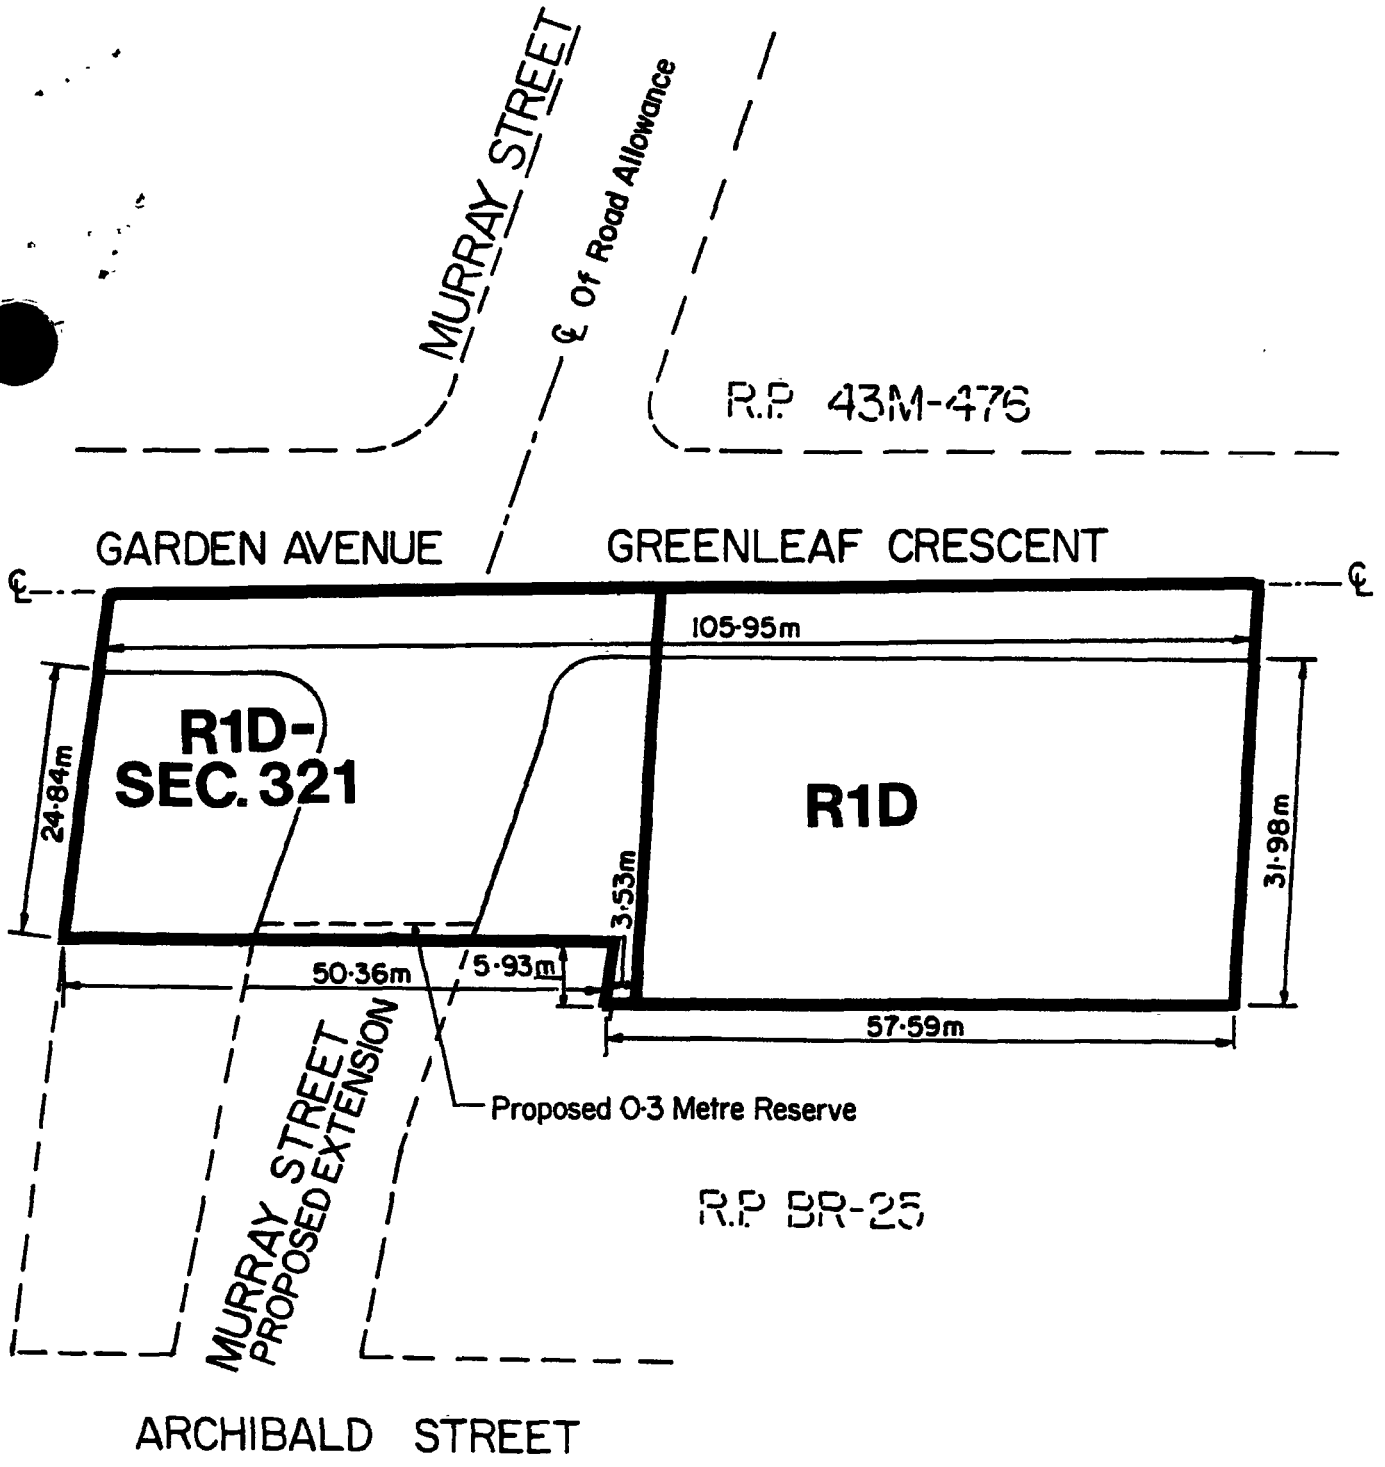 MURRAY STREET
℄ Of Road Allowance
R.P. 43M-476
GARDEN AVENUE
GREENLEAF CRESCENT
℄
℄
105·95m
R1D-
SEC. 321
R1D
24·84m
31·98m
3·53m
50·36m
5·93m
57·59m
Proposed 0·3 Metre Reserve
MURRAY STREET
PROPOSED EXTENSION
R.P. BR-25
ARCHIBALD STREET